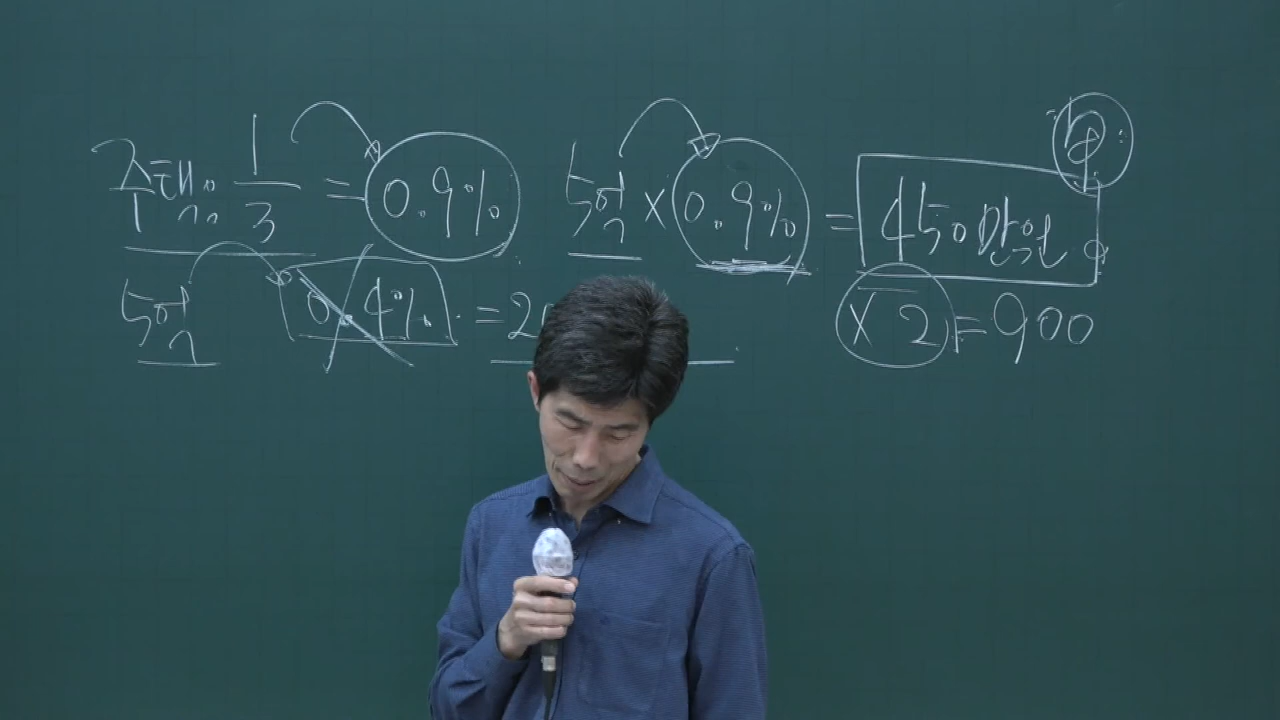 주택 1/3 = 0.9% 5억 × 0.9% = 450만원
5억 0.4% = 2 × 2 = 900